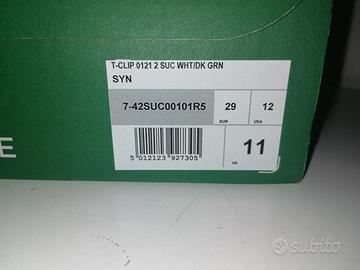 T-CLIP 0121 2 SUC WHT/DK GRN
SYN
7-42SUC00101R5
29
EUR
12
USA
5 012123 927305
UK
11
E
subito